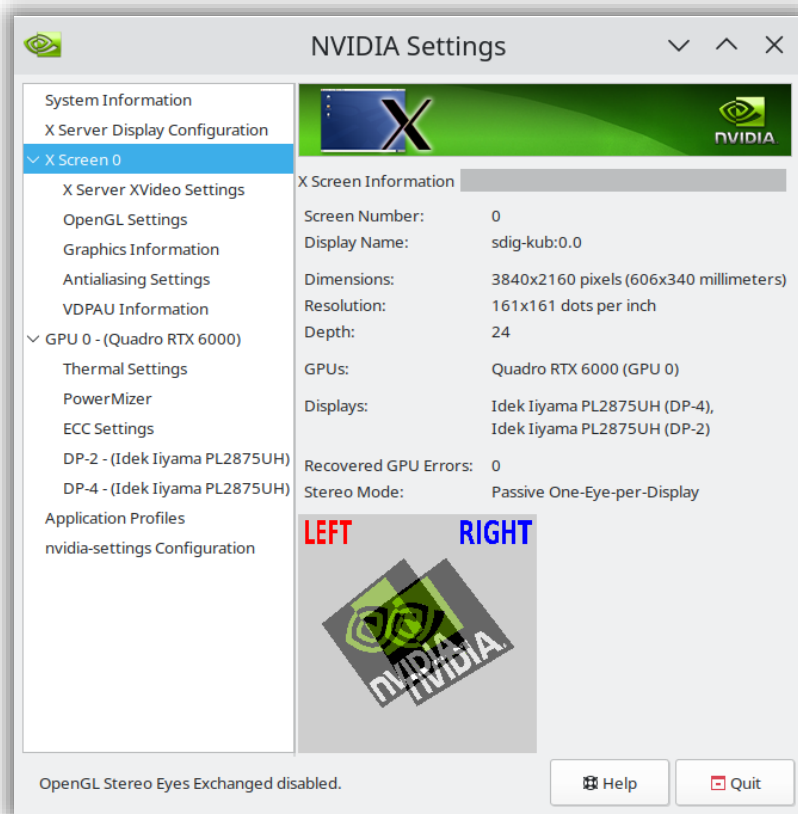 NVIDIA Settings
System Information
X Server Display Configuration
X Screen 0
X Server XVideo Settings
OpenGL Settings
Graphics Information
Antialiasing Settings
VDPAU Information
GPU 0 - (Quadro RTX 6000)
Thermal Settings
PowerMizer
ECC Settings
DP-2 - (Idek Iiyama PL2875UH)
DP-4 - (Idek Iiyama PL2875UH)
Application Profiles
nvidia-settings Configuration
X
NVIDIA.
X Screen Information
Screen Number: 0
Display Name: sdig-kub:0.0
Dimensions: 3840x2160 pixels (606x340 millimeters)
Resolution: 161x161 dots per inch
Depth: 24
GPUs: Quadro RTX 6000 (GPU 0)
Displays: Idek Iiyama PL2875UH (DP-4),
Idek Iiyama PL2875UH (DP-2)
Recovered GPU Errors: 0
Stereo Mode: Passive One-Eye-per-Display
LEFT RIGHT
NVIDIA.
NVIDIA.
OpenGL Stereo Eyes Exchanged disabled.
Help Quit